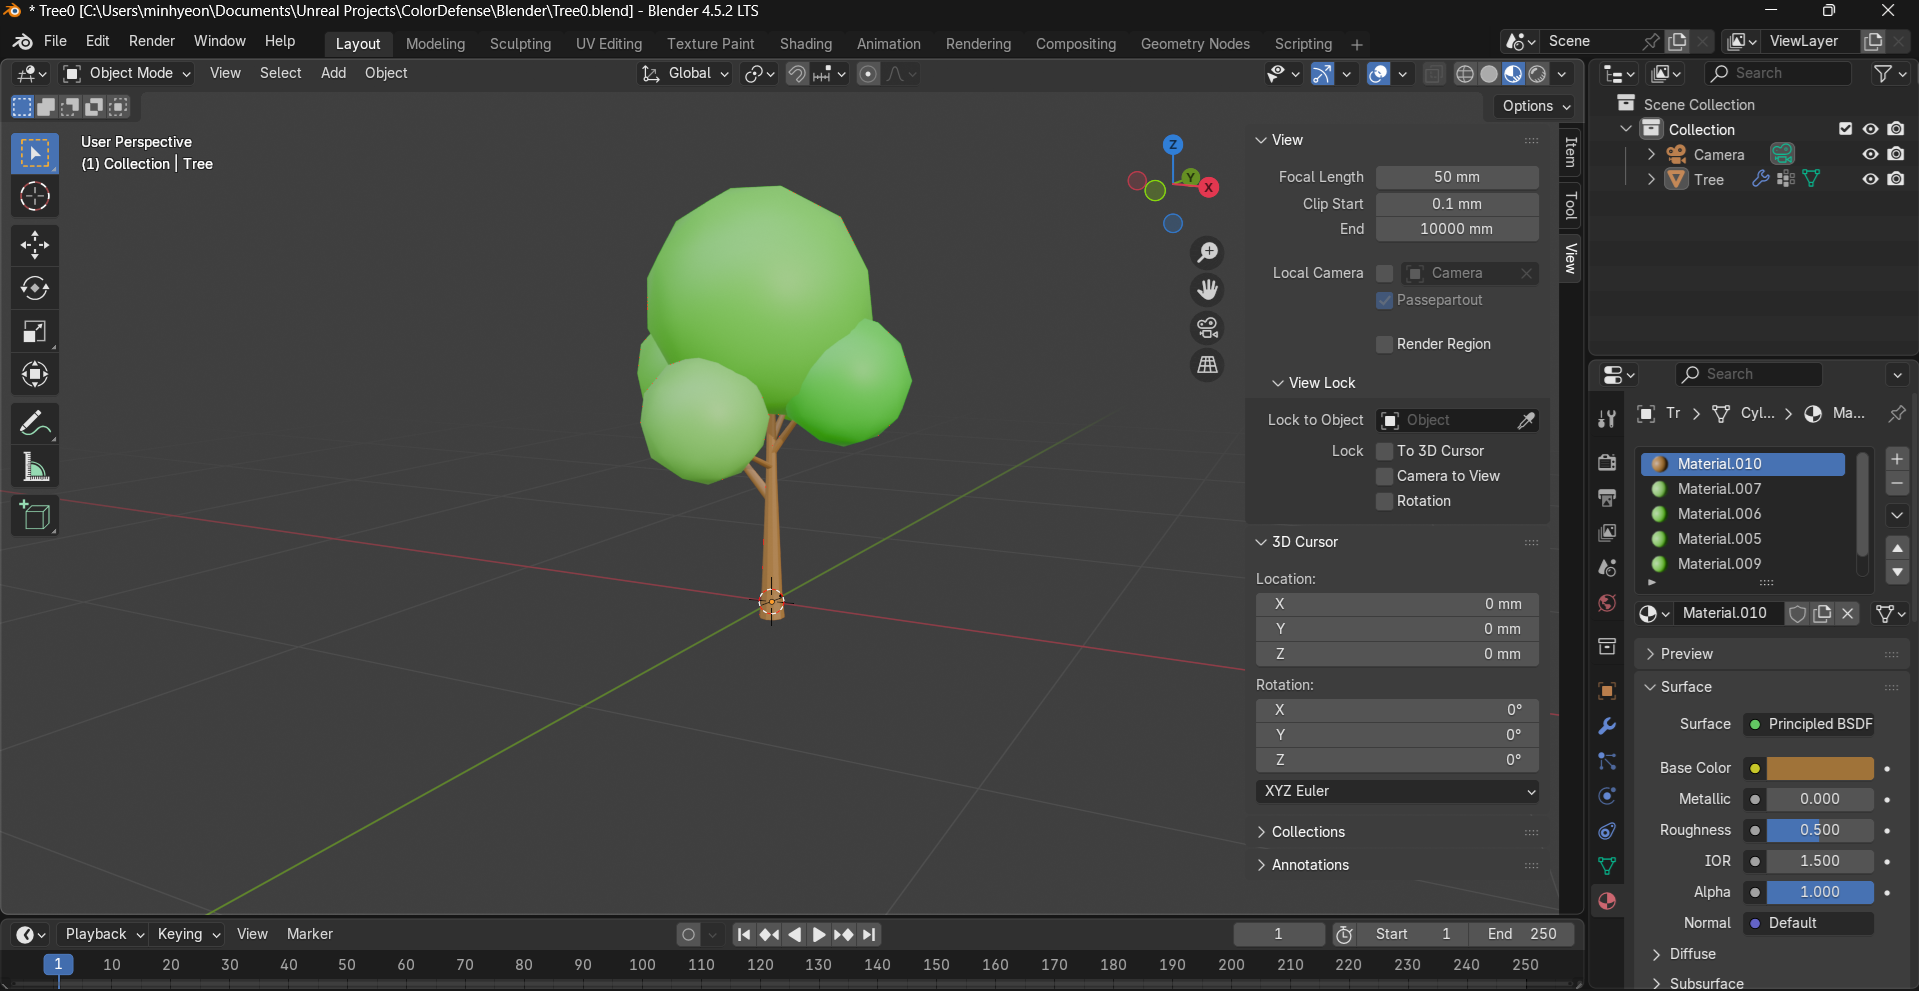 * Tree0 [C:\Users\minhyeon\Documents\Unreal Projects\ColorDefense\Blender\Tree0.blend] - Blender 4.5.2 LTS
File Edit Render Window Help Layout Modeling Sculpting UV Editing Texture Paint Shading Animation Rendering Compositing Geometry Nodes Scripting + Scene ViewLayer
Object Mode View Select Add Object Global Search
Options
Scene Collection
Collection
Camera
Tree
User Perspective
(1) Collection | Tree
Z
Y
X
View
Focal Length 50 mm
Clip Start 0.1 mm
End 10000 mm
Local Camera Camera
Passepartout
Render Region
View Lock
Lock to Object Object
Lock To 3D Cursor
Camera to View
Rotation
3D Cursor
Location:
X 0 mm
Y 0 mm
Z 0 mm
Rotation:
X 0°
Y 0°
Z 0°
XYZ Euler
Collections
Annotations
Item
Tool
View
Search
Tr Cyl... Ma...
Material.010
Material.007
Material.006
Material.005
Material.009
Material.010
Preview
Surface
Surface Principled BSDF
Base Color
Metallic 0.000
Roughness 0.500
IOR 1.500
Alpha 1.000
Normal Default
Diffuse
Subsurface
Playback Keying View Marker 1 Start 1 End 250
1 10 20 30 40 50 60 70 80 90 100 110 120 130 140 150 160 170 180 190 200 210 220 230 240 250